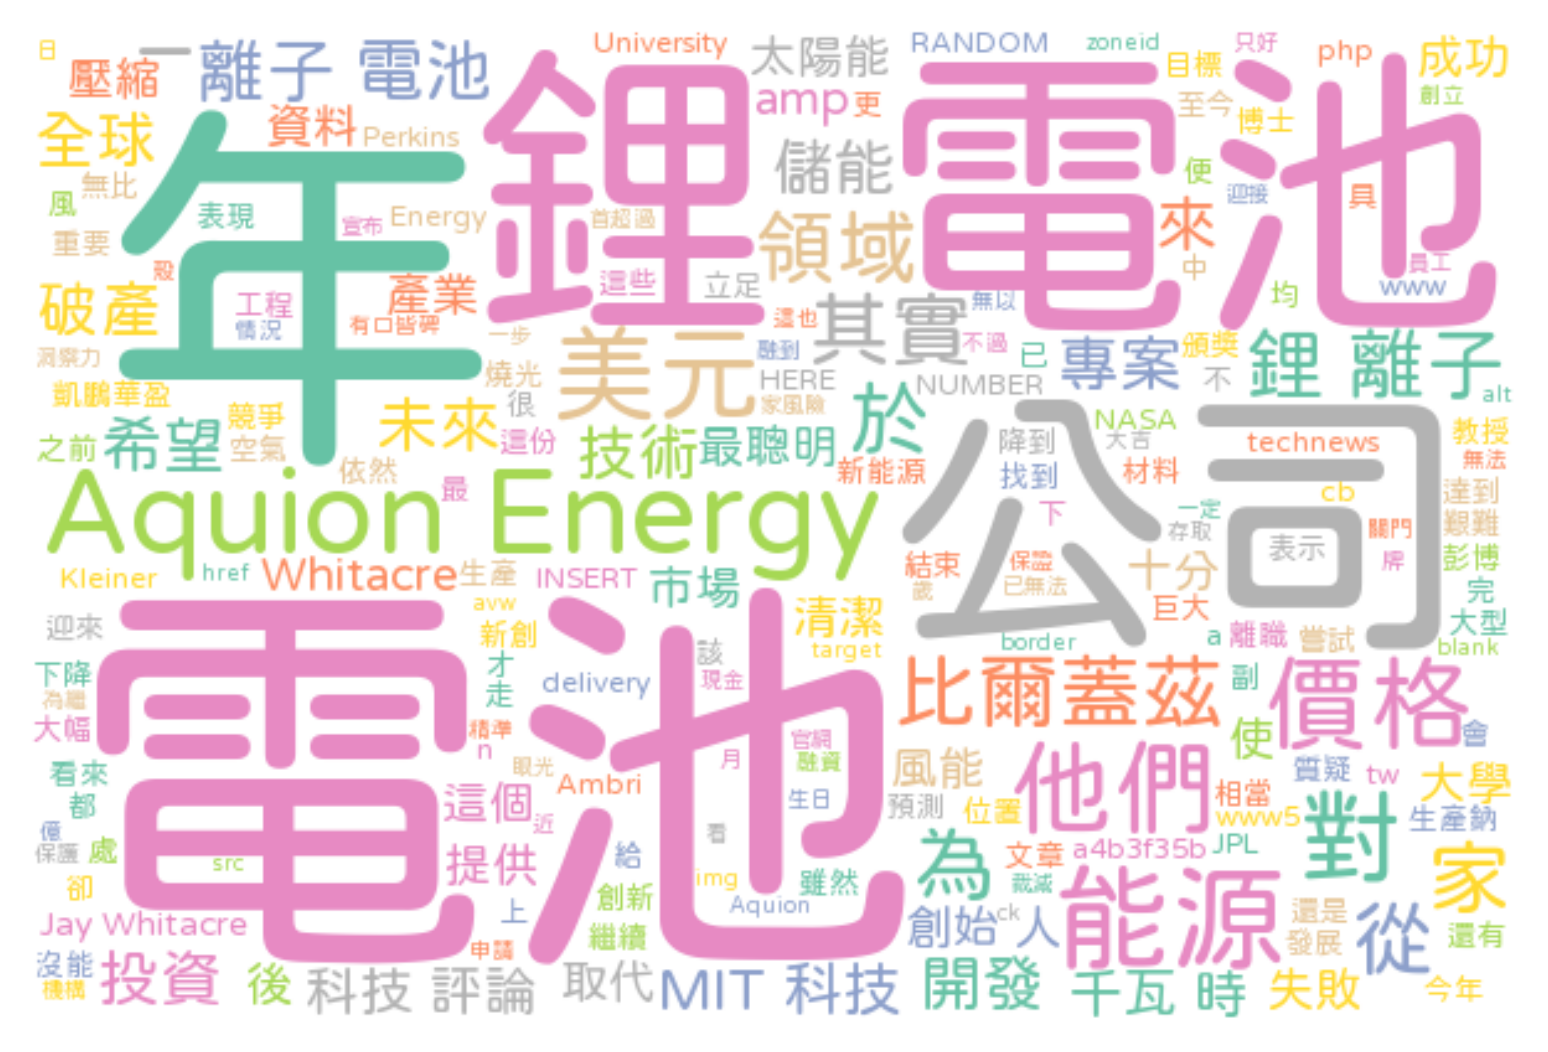 日 壓縮 一 離子 電池 University 太陽能 RANDOM zoneid 目標 只好 php 成功
全球 資料 Perkins 鋰 amp 更 電池 至今 博士 創立
無比 年 儲能 便 迎接 具
風 表現 宣布 Energy 首超過 領域 來
重要 殼 工程 產業 這些 立足 中 員工
破產 情況 有口皆碑 一步 這也 其實 無以 均 www
洞察力 燒光 美元 融到 不過 已 專案 頒獎 鋰 離子
凱鵬華盈 競爭 未來 很 HERE 家風險 NUMBER 不 alt
之前 希望 空氣 這份 技術 最聰明 於 公司 降到 大吉 NASA technews 教授
依然 最 新能源 找到 材料 無法
Aquion Energy 下 一定 cb 達到
存取 關門 艱難
Kleiner href Whitacre 生產 INSERT 市場 結束 保證 十分 表示 牌 彭博
avw 清潔 歲 已無法 巨大 完
迎來 電池 新創 該 target border a 離職 嘗試 大型
下降 才 走 delivery 現金 比爾蓋茲 副 價格 blank
為繼 大幅 精準 n 月 官網 使 會
看來 眼光 融資 風能 他們 質疑 tw 大學
都 這個 Ambri 生日 預測 位置 相當 www5 對 生產鈉
億 保護 處 近 看 文章 a4b3f35b JPL
src 提供 給 img 雖然 為 裁減 家
卻 創新 Aquion 能源
Jay Whitacre 上 繼續 創始 ck 人 還是 從 還有
沒能 申請 發展
機構 投資 後 科技 評論 取代 MIT 科技 開發 千瓦 時 失敗 今年